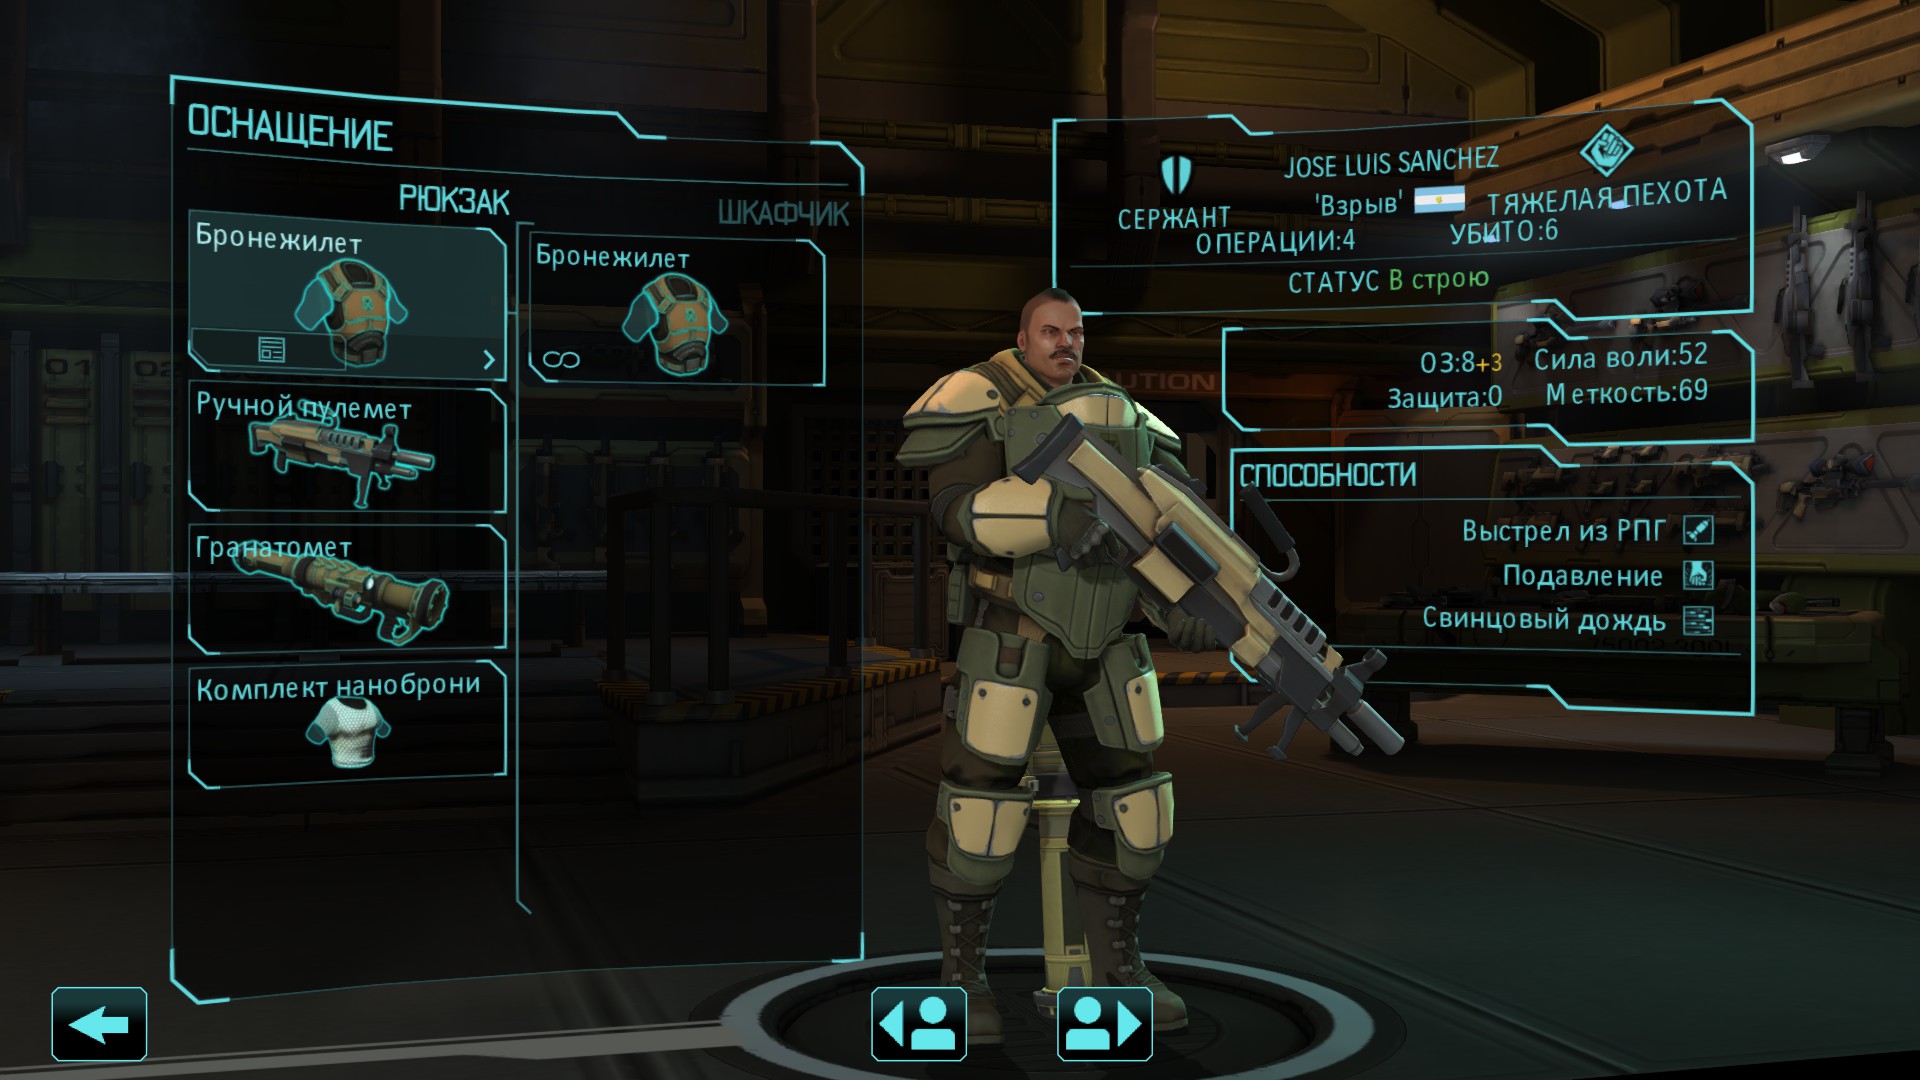 ОСНАЩЕНИЕ
РЮКЗАК
ШКАФЧИК
Бронежилет
Ручной пулемет
Гранатомет
Комплект наноброни
Бронежилет
∞
СЕРЖАНТ
JOSE LUIS SANCHEZ
'Взрыв'
ТЯЖЕЛАЯ ПЕХОТА
ОПЕРАЦИИ:4
УБИТО:6
СТАТУС В строю
ОЗ:8+3 Сила воли:52
Защита:0 Меткость:69
СПОСОБНОСТИ
Выстрел из РПГ
Подавление
Свинцовый дождь
01
02